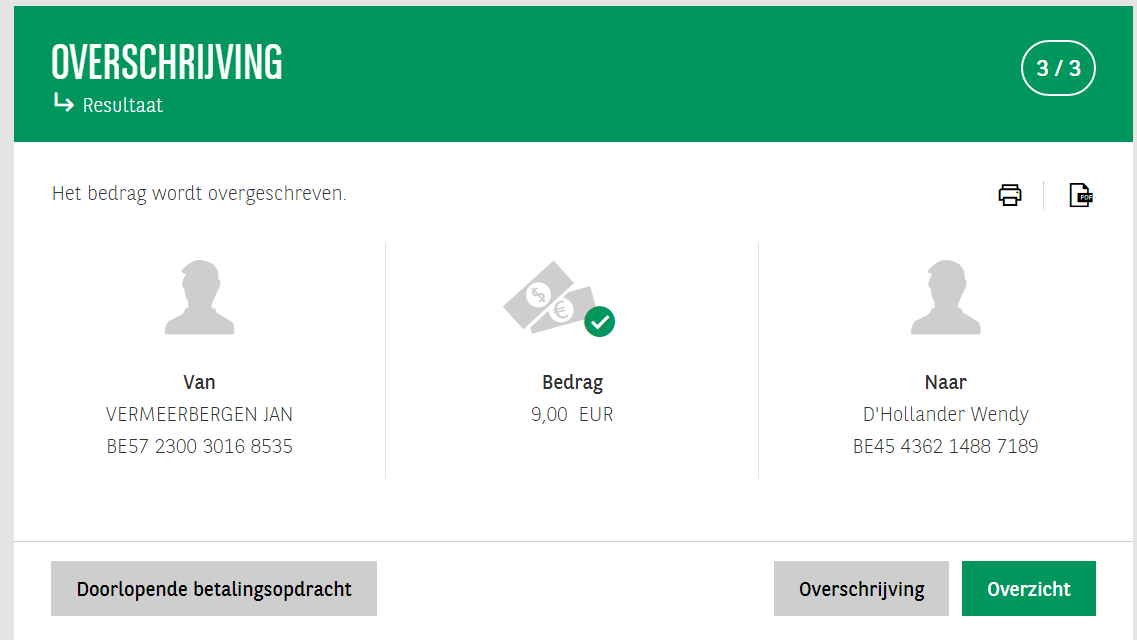 OVERSCHRIJVING
Resultaat
3 / 3
Het bedrag wordt overgeschreven.
PDF
Van
VERMEERBERGEN JAN
BE57 2300 3016 8535
Bedrag
9,00 EUR
Naar
D'Hollander Wendy
BE45 4362 1488 7189
Doorlopende betalingsopdracht
Overschrijving
Overzicht